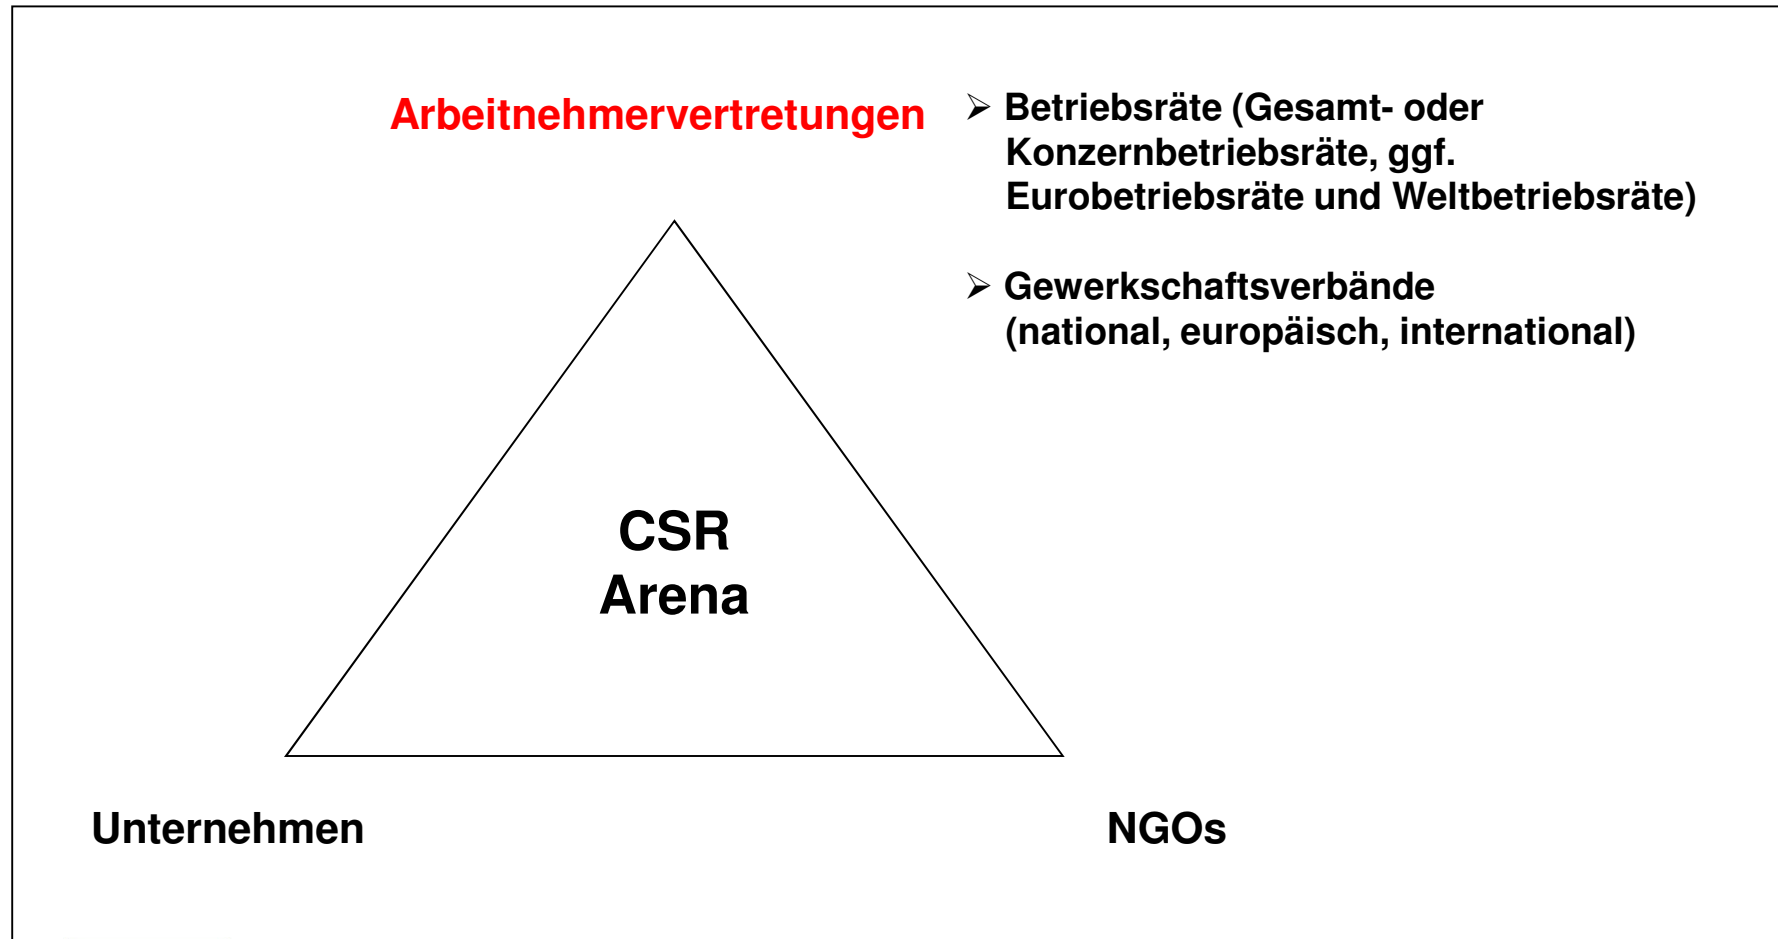 Arbeitnehmervertretungen
➢ Betriebsräte (Gesamt- oder
Konzernbetriebsräte, ggf.
Eurobetriebsräte und Weltbetriebsräte)
➢ Gewerkschaftsverbände
(national, europäisch, international)
CSR
Arena
Unternehmen
NGOs